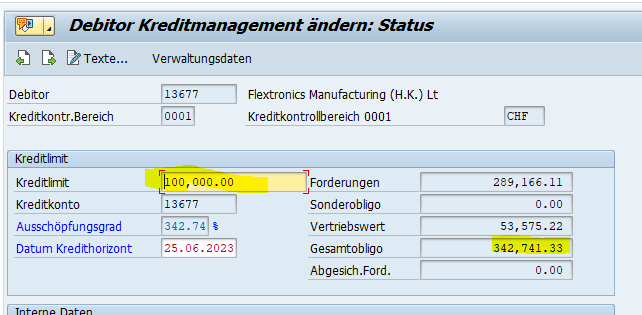 Debitor Kreditmanagement ändern: Status
Texte... Verwaltungsdaten
Debitor 13677 Flextronics Manufacturing (H.K.) Lt
Kreditkontr.Bereich 0001 Kreditkontrollbereich 0001 CHF
Kreditlimit
Kreditlimit 100,000.00 Forderungen 289,166.11
Kreditkonto 13677 Sonderobligo 0.00
Ausschöpfungsgrad 342.74 % Vertriebswert 53,575.22
Datum Kredithorizont 25.06.2023 Gesamtobligo 342,741.33
Abgesich.Ford. 0.00
Interne Daten